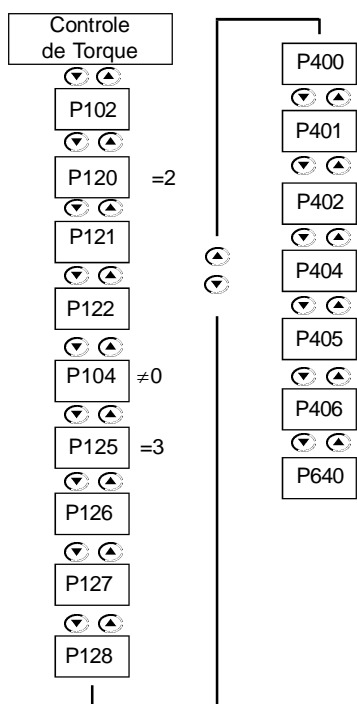 Controle
de Torque
P102
P120 =2
P121
P122
P104 ≠0
P125 =3
P126
P127
P128
P400
P401
P402
P404
P405
P406
P640